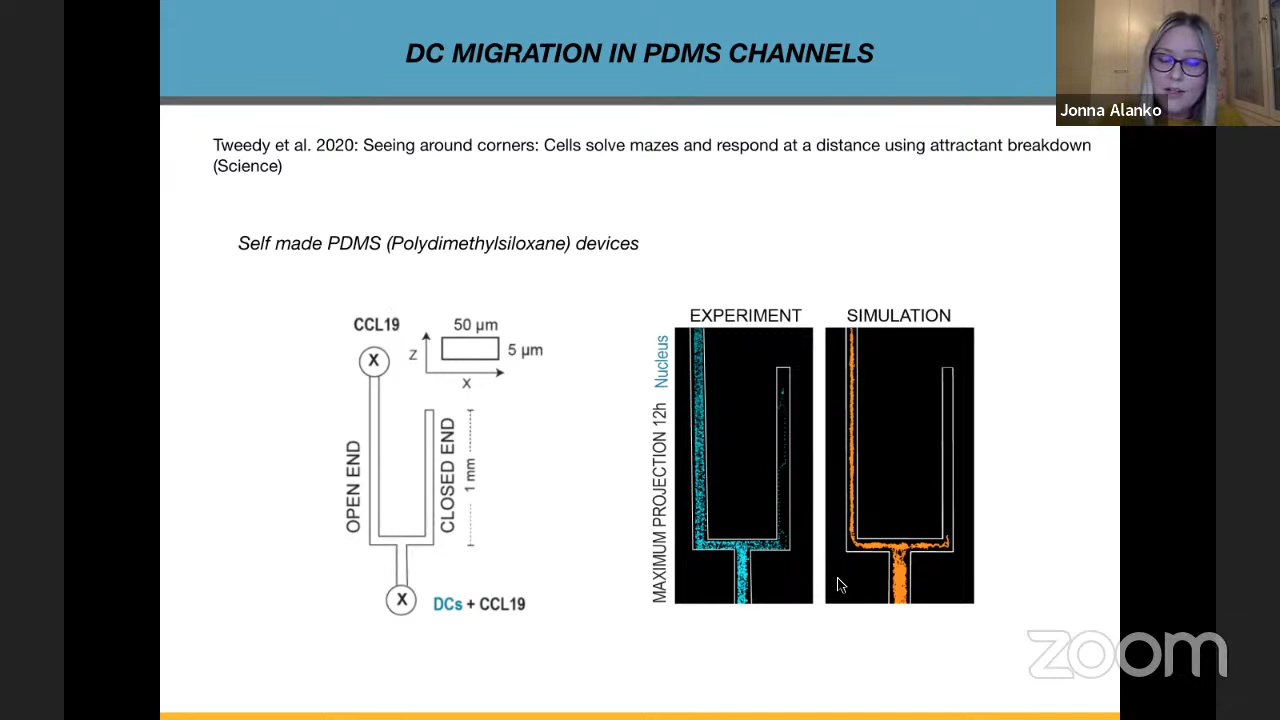 DC MIGRATION IN PDMS CHANNELS
Jonna Alanko
Tweedy et al. 2020: Seeing around corners: Cells solve mazes and respond at a distance using attractant breakdown
(Science)
Self made PDMS (Polydimethylsiloxane) devices
CCL19
X
Z
50 µm
5 µm
X
OPEN END
CLOSED END
1 mm
X
DCs + CCL19
EXPERIMENT
SIMULATION
MAXIMUM PROJECTION 12h Nucleus
zoom